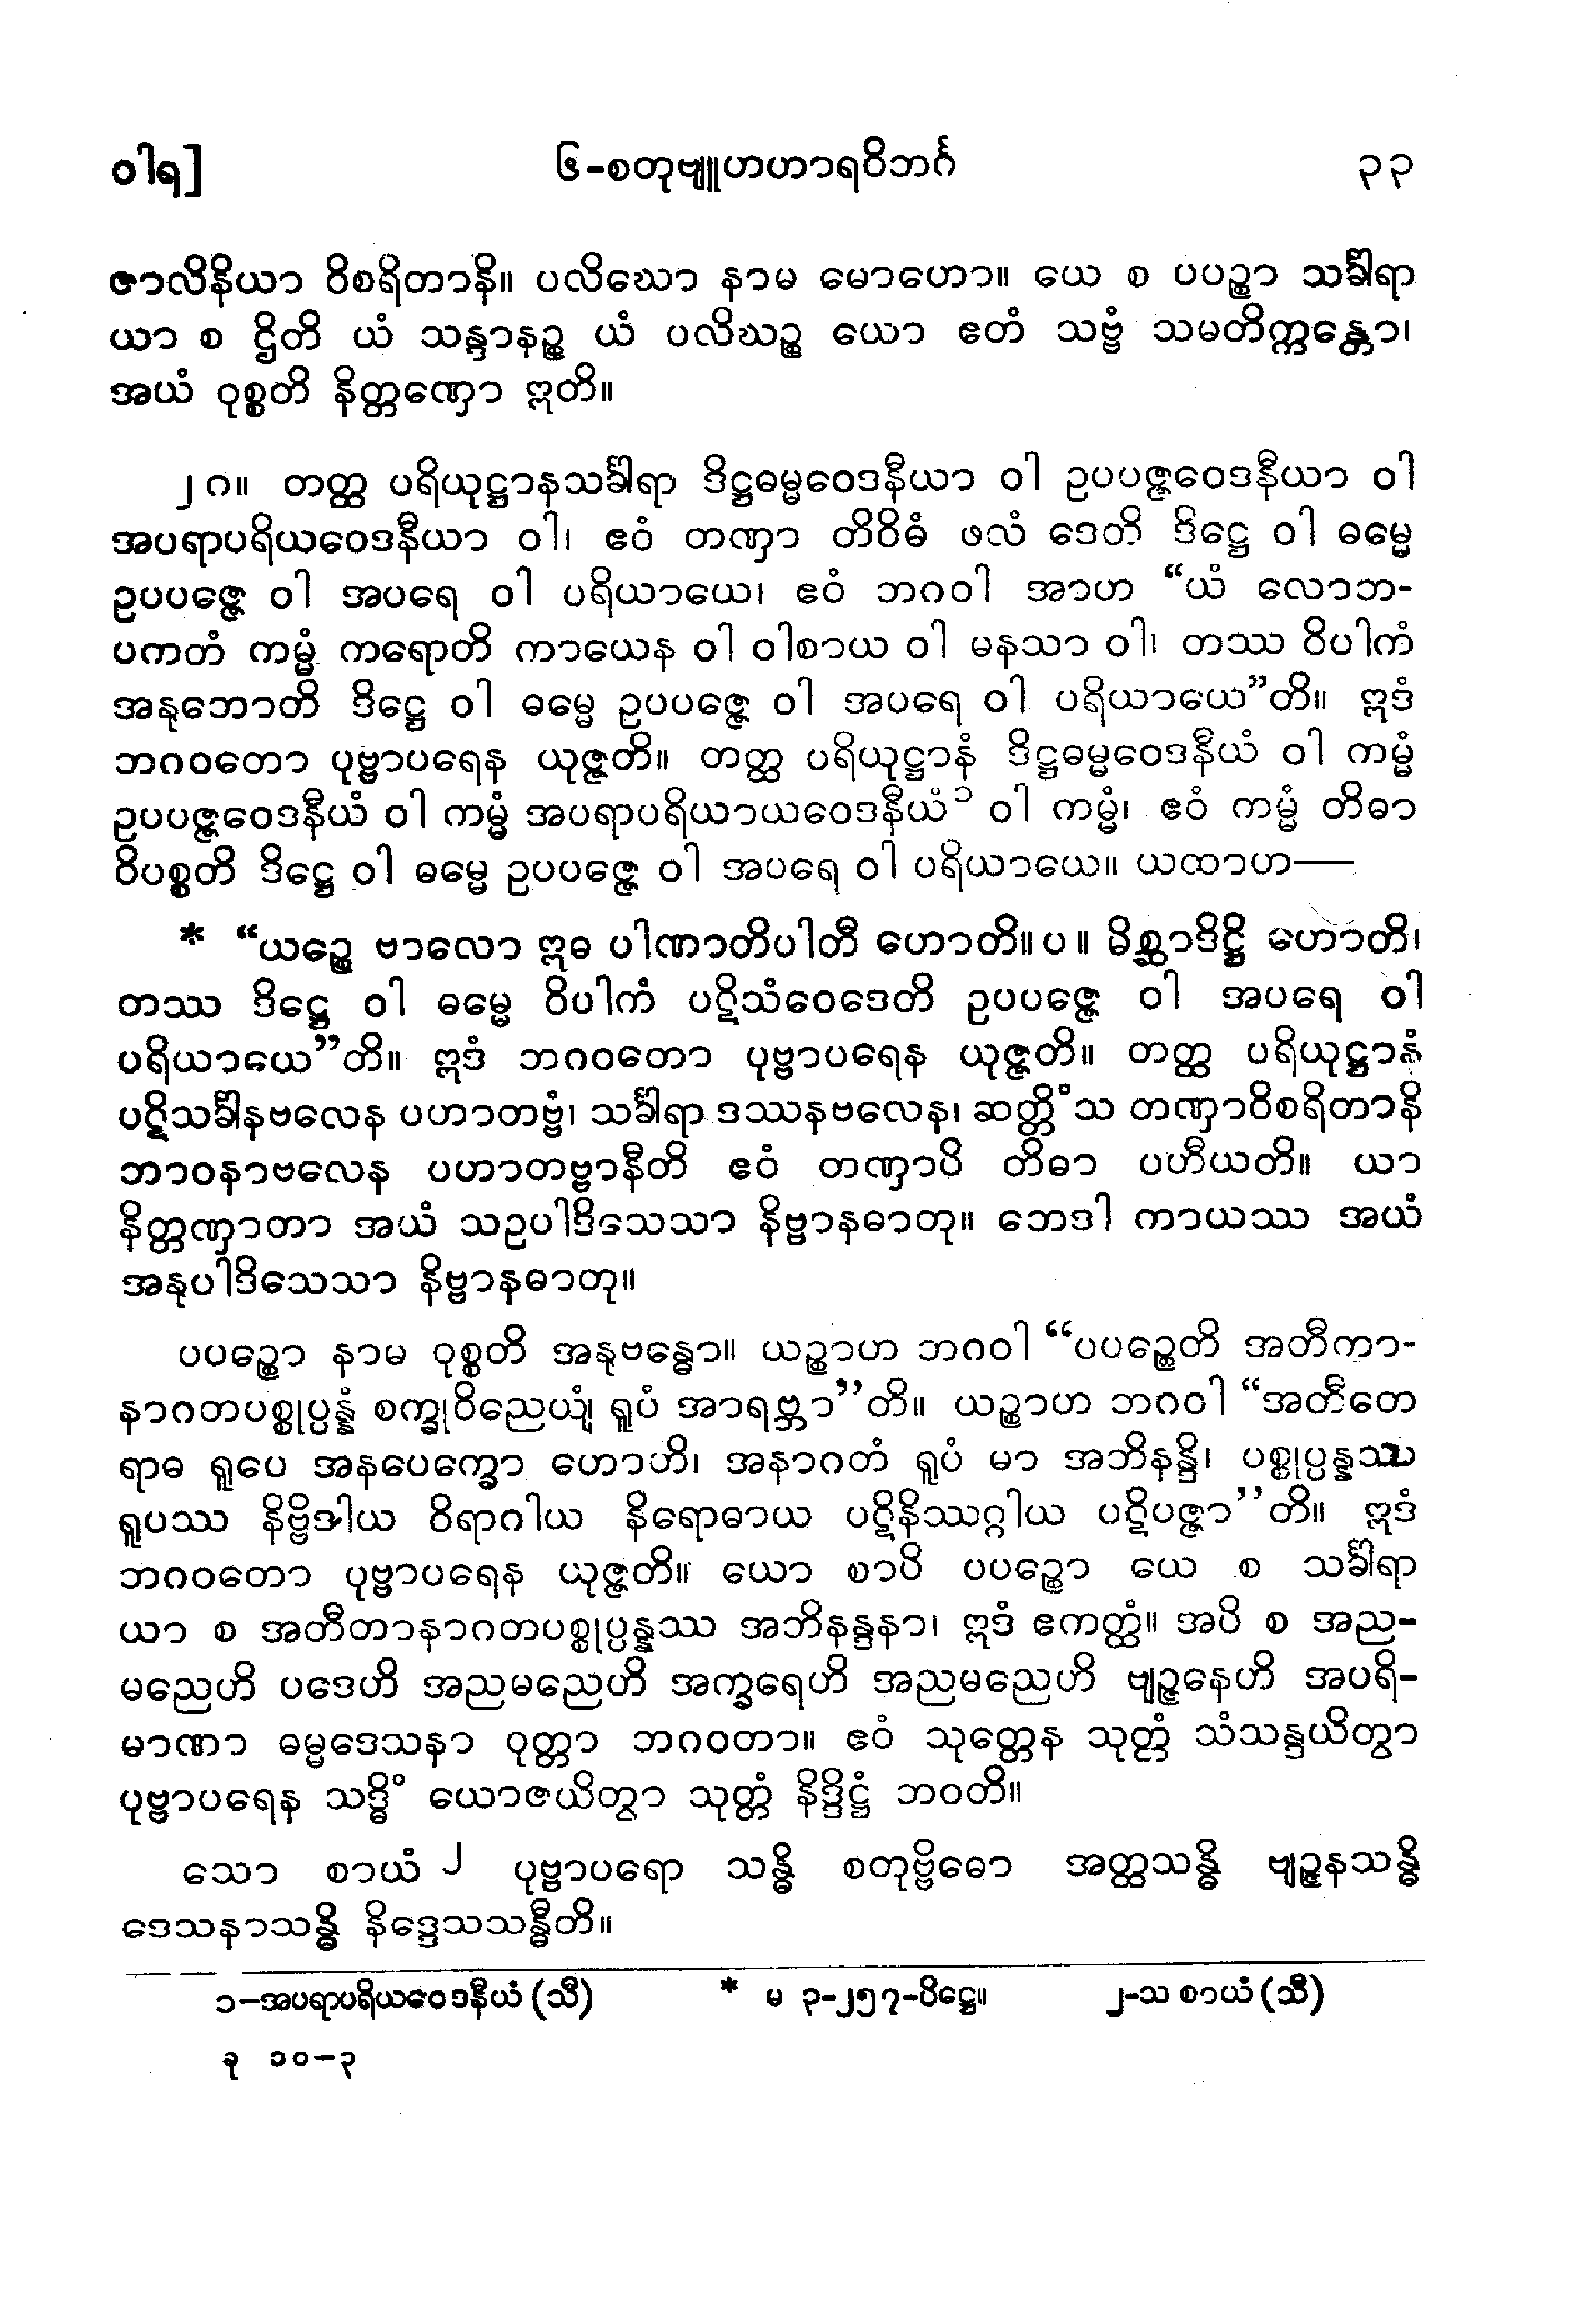 ဝါရ]
၆-စတုဗျူဟဟာရဝိဘင်္ဂ
၃၃
ဇာလိနိယာ ဝိစရိတာနိ။ ပလိဃော နာမ မောဟော။ ယေ စ ပပဉ္စာ သင်္ခါရာ
ယာ စ ဌိတိ ယံ သန္ဒာနဉ္စ ယံ ပလိဃဉ္စ ယော ဧတံ သဗ္ဗံ သမတိက္ကန္တော၊
အယံ ဝုစ္စတိ နိတ္တဏှော ဣတိ။
၂၈။ တတ္ထ ပရိယုဋ္ဌာနသင်္ခါရာ ဒိဋ္ဌဓမ္မဝေဒနီယာ ဝါ ဥပပဇ္ဇဝေဒနီယာ ဝါ
အပရာပရိယဝေဒနီယာ ဝါ၊ ဧဝံ တဏှာ တိဝိဓံ ဖလံ ဒေတိ ဒိဋ္ဌေ ဝါ ဓမ္မေ
ဥပပဇ္ဇေ ဝါ အပရေ ဝါ ပရိယာယေ၊ ဧဝံ ဘဂဝါ အာဟ “ယံ လောဘ-
ပကတံ ကမ္မံ ကရောတိ ကာယေန ဝါ ဝါစာယ ဝါ မနသာ ဝါ၊ တဿ ဝိပါကံ
အနုဘောတိ ဒိဋ္ဌေ ဝါ ဓမ္မေ ဥပပဇ္ဇေ ဝါ အပရေ ဝါ ပရိယာယေ”တိ။ ဣဒံ
ဘဂဝတော ပုဗ္ဗာပရေန ယုဇ္ဇတိ။ တတ္ထ ပရိယုဋ္ဌာနံ ဒိဋ္ဌဓမ္မဝေဒနီယံ ဝါ ကမ္မံ
ဥပပဇ္ဇဝေဒနီယံ ဝါ ကမ္မံ အပရာပရိယာယဝေဒနီယံ၁ ဝါ ကမ္မံ၊ ဧဝံ ကမ္မံ တိဓာ
ဝိပစ္စတိ ဒိဋ္ဌေ ဝါ ဓမ္မေ ဥပပဇ္ဇေ ဝါ အပရေ ဝါ ပရိယာယေ။ ယထာဟ—
* “ယဉ္စေ ဗာလော ဣဓ ပါဏာတိပါတီ ဟောတိ။ပ။ မိစ္ဆာဒိဋ္ဌိ ဟောတိ၊
တဿ ဒိဋ္ဌေ ဝါ ဓမ္မေ ဝိပါကံ ပဋိသံဝေဒေတိ ဥပပဇ္ဇေ ဝါ အပရေ ဝါ
ပရိယာယေ”တိ။ ဣဒံ ဘဂဝတော ပုဗ္ဗာပရေန ယုဇ္ဇတိ။ တတ္ထ ပရိယုဋ္ဌာနံ
ပဋိသင်္ခါနဗလေန ပဟာတဗ္ဗံ၊ သင်္ခါရာ ဒဿနဗလေန၊ ဆတ္တိံသ တဏှာဝိစရိတာနိ
ဘာဝနာဗလေန ပဟာတဗ္ဗာနီတိ ဧဝံ တဏှာပိ တိဓာ ပဟီယတိ။ ယာ
နိတ္တဏှာတာ အယံ သဥပါဒိသေသာ နိဗ္ဗာနဓာတု။ ဘေဒါ ကာယဿ အယံ
အနုပါဒိသေသာ နိဗ္ဗာနဓာတု။
ပပဉ္စော နာမ ဝုစ္စတိ အနုဗန္ဓော။ ယဉ္စာဟ ဘဂဝါ “ပပဉ္စေတိ အတီတာ-
နာဂတပစ္စုပ္ပန္နံ စက္ခုဝိညေယျံ ရူပံ အာရဗ္ဘာ”တိ။ ယဉ္စာဟ ဘဂဝါ “အတီတေ
ရာဓ ရူပေ အနပေက္ခော ဟောဟိ၊ အနာဂတံ ရူပံ မာ အဘိနန္ဒိ၊ ပစ္စုပ္ပန္နဿ
ရူပဿ နိဗ္ဗိဒါယ ဝိရာဂါယ နိရောဓာယ ပဋိနိဿဂ္ဂါယ ပဋိပဇ္ဇာ”တိ။ ဣဒံ
ဘဂဝတော ပုဗ္ဗာပရေန ယုဇ္ဇတိ။ ယော စာပိ ပပဉ္စော ယေ စ သင်္ခါရာ
ယာ စ အတီတာနာဂတပစ္စုပ္ပန္နဿ အဘိနန္ဒနာ၊ ဣဒံ ဧကတ္ထံ။ အပိ စ အည-
မညေဟိ ပဒေဟိ အညမညေဟိ အက္ခရေဟိ အညမညေဟိ ဗျဉ္ဇနေဟိ အပရိ-
မာဏာ ဓမ္မဒေသနာ ဝုတ္တာ ဘဂဝတာ။ ဧဝံ သုတ္တေန သုတ္တံ သံသန္ဒယိတွာ
ပုဗ္ဗာပရေန သဒ္ဓိံ ယောဇယိတွာ သုတ္တံ နိဒ္ဒိဋ္ဌံ ဘဝတိ။
သော စာယံ၂ ပုဗ္ဗာပရော သန္ဓိ စတုဗ္ဗိဓော အတ္ထသန္ဓိ ဗျဉ္ဇနသန္ဓိ
ဒေသနာသန္ဓိ နိဒ္ဒေသသန္ဓီတိ။
၁-အပရာပရိယဝေဒနီယံ (သီ) * မ ၃-၂၅၇-ပိဋ္ဌေ။ ၂-သ စာယံ (သီ)
ခု ၁၀-၃